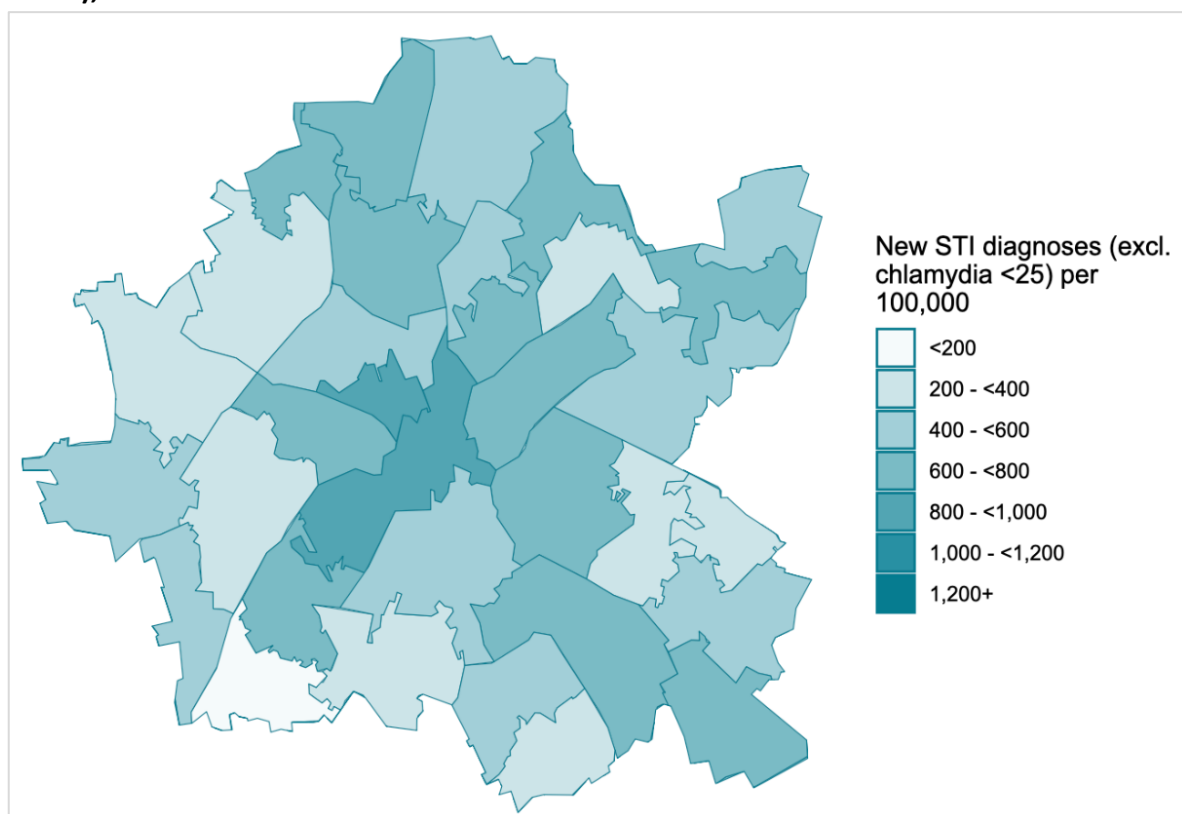 New STI diagnoses (excl.
chlamydia <25) per
100,000
<200
200 - <400
400 - <600
600 - <800
800 - <1,000
1,000 - <1,200
1,200+